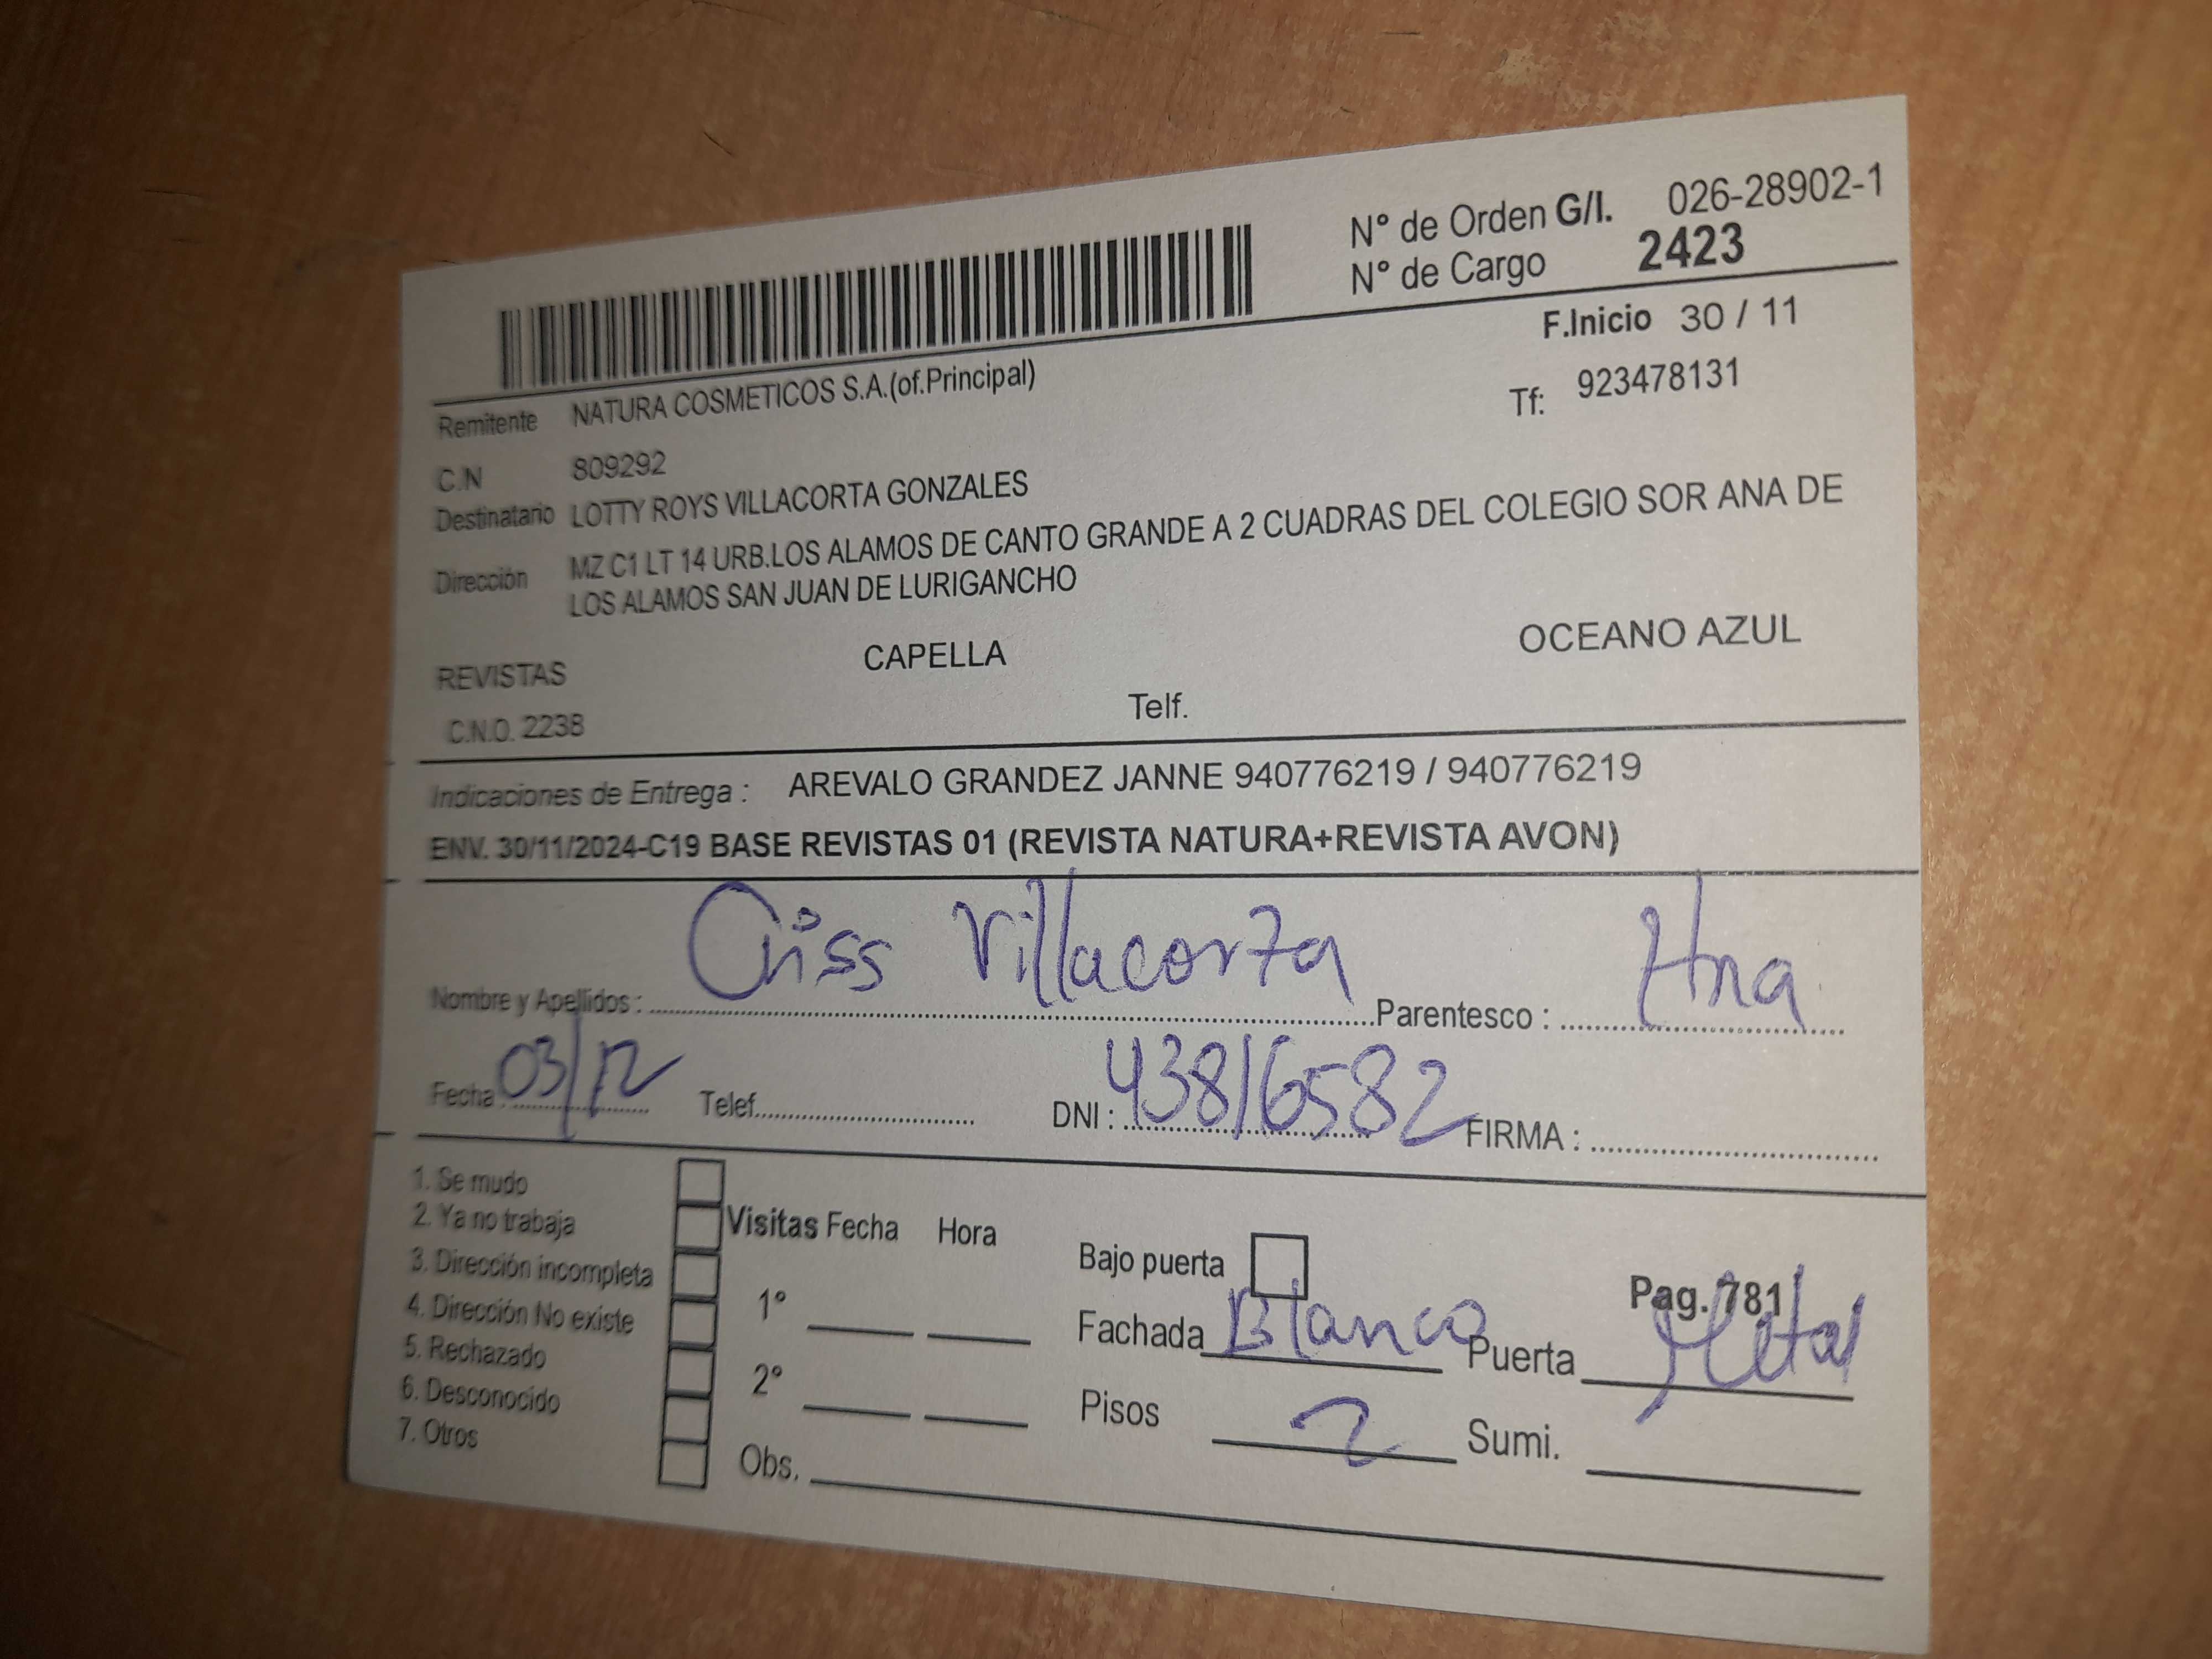 N° de Orden G/I. 026-28902-1
N° de Cargo 2423
F.Inicio 30 / 11
Remitente NATURA COSMETICOS S.A.(of.Principal)
Tf: 923478131
C.N 809292
Destinatario LOTTY ROYS VILLACORTA GONZALES
Dirección MZ C1 LT 14 URB.LOS ALAMOS DE CANTO GRANDE A 2 CUADRAS DEL COLEGIO SOR ANA DE
LOS ALAMOS SAN JUAN DE LURIGANCHO
REVISTAS CAPELLA OCEANO AZUL
C.N.O. 2238 Telf.
Indicaciones de Entrega : AREVALO GRANDEZ JANNE 940776219 / 940776219
ENV. 30/11/2024-C19 BASE REVISTAS 01 (REVISTA NATURA+REVISTA AVON)
Nombre y Apellidos : Criss Villacorta Parentesco : Hna
Fecha : 03/12 Telef. DNI : 43816582 FIRMA :
1. Se mudo
2. Ya no trabaja
3. Dirección incompleta
4. Dirección No existe
5. Rechazado
6. Desconocido
7. Otros
Visitas Fecha Hora
1°
2°
Obs.
Bajo puerta
Pag. 781
Fachada Blanco Puerta Metal
Pisos 2 Sumi.